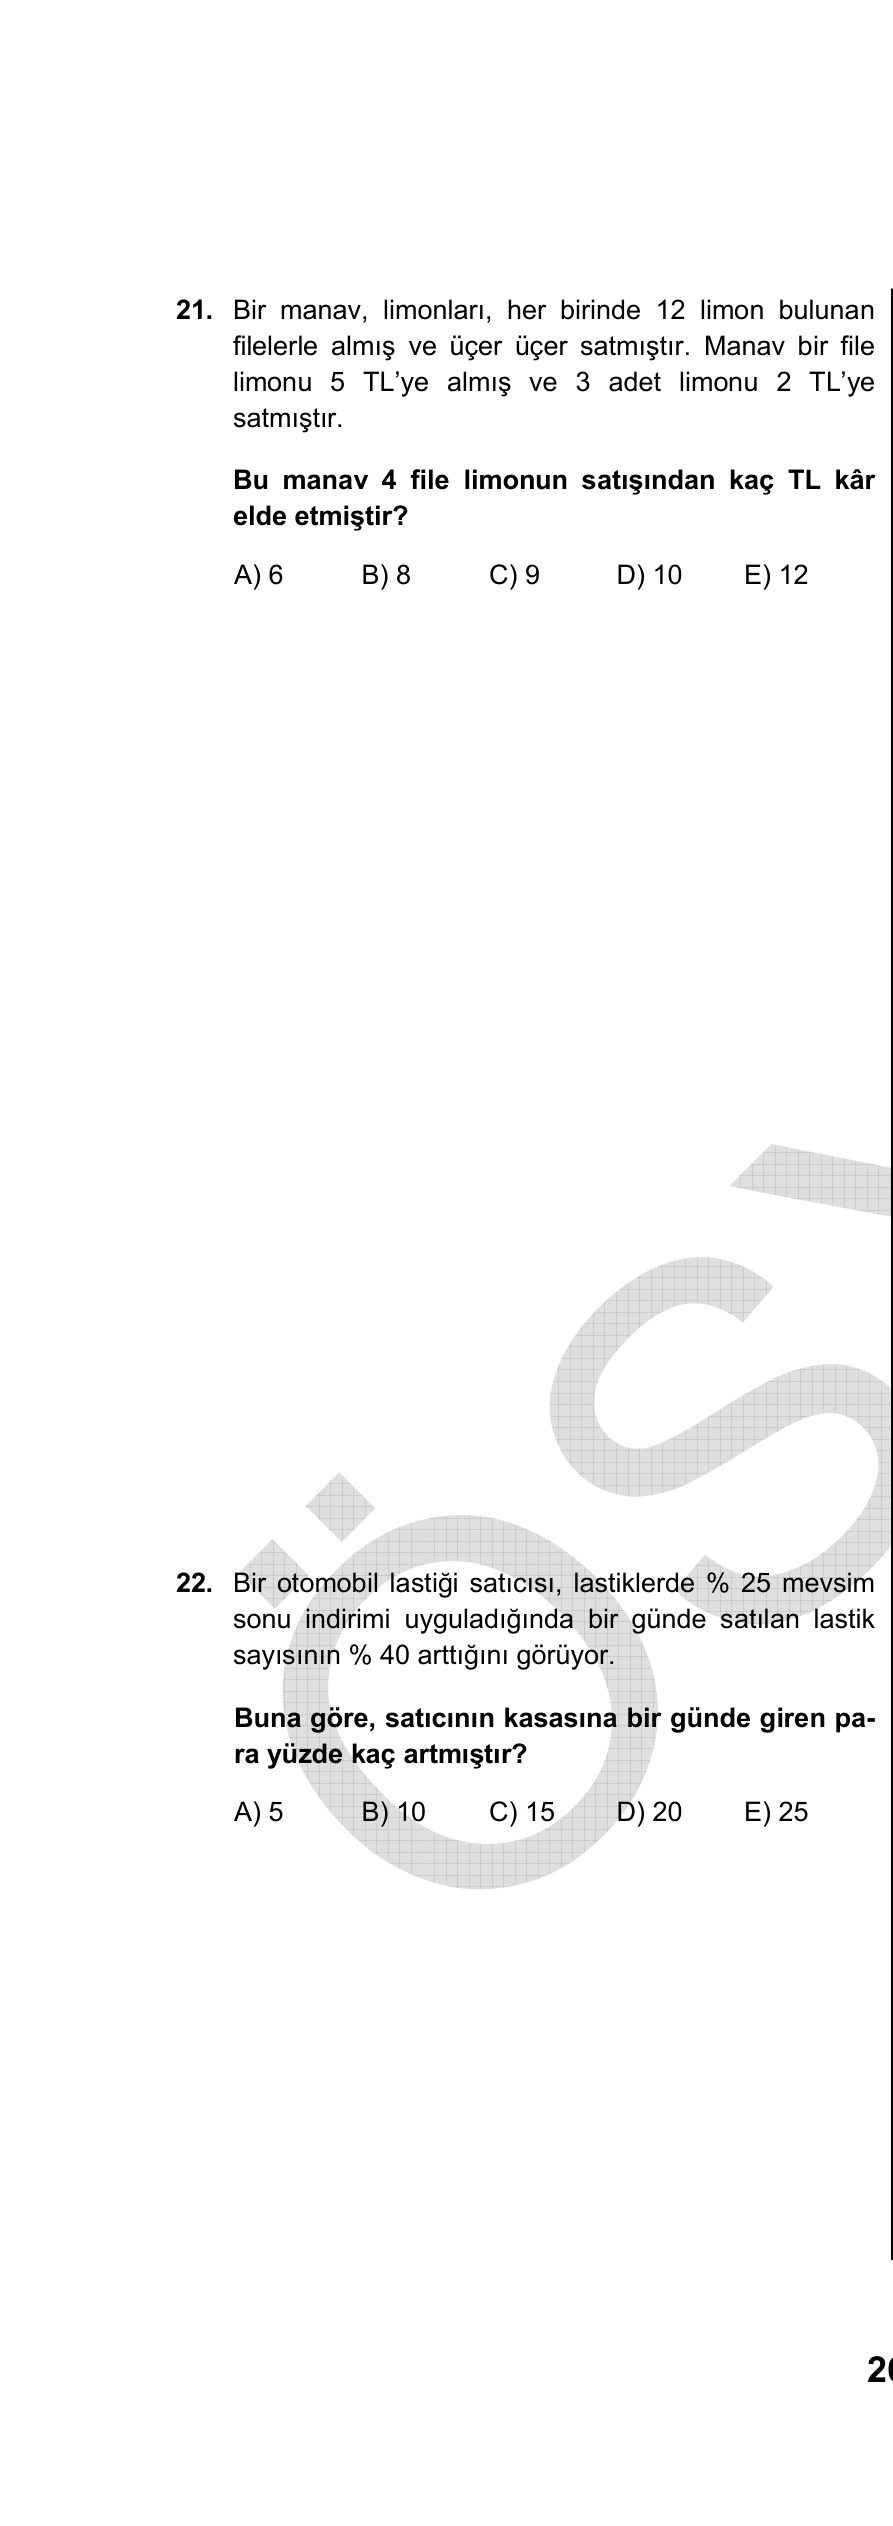 21. Bir manav, limonları, her birinde 12 limon bulunan
filelerle almış ve üçer üçer satmıştır. Manav bir file
limonu 5 TL’ye almış ve 3 adet limonu 2 TL’ye
satmıştır.
Bu manav 4 file limonun satışından kaç TL kâr
elde etmiştir?
A) 6 B) 8 C) 9 D) 10 E) 12
22. Bir otomobil lastiği satıcısı, lastiklerde % 25 mevsim
sonu indirimi uyguladığında bir günde satılan lastik
sayısının % 40 arttığını görüyor.
Buna göre, satıcının kasasına bir günde giren pa-
ra yüzde kaç artmıştır?
A) 5 B) 10 C) 15 D) 20 E) 25
ÖS